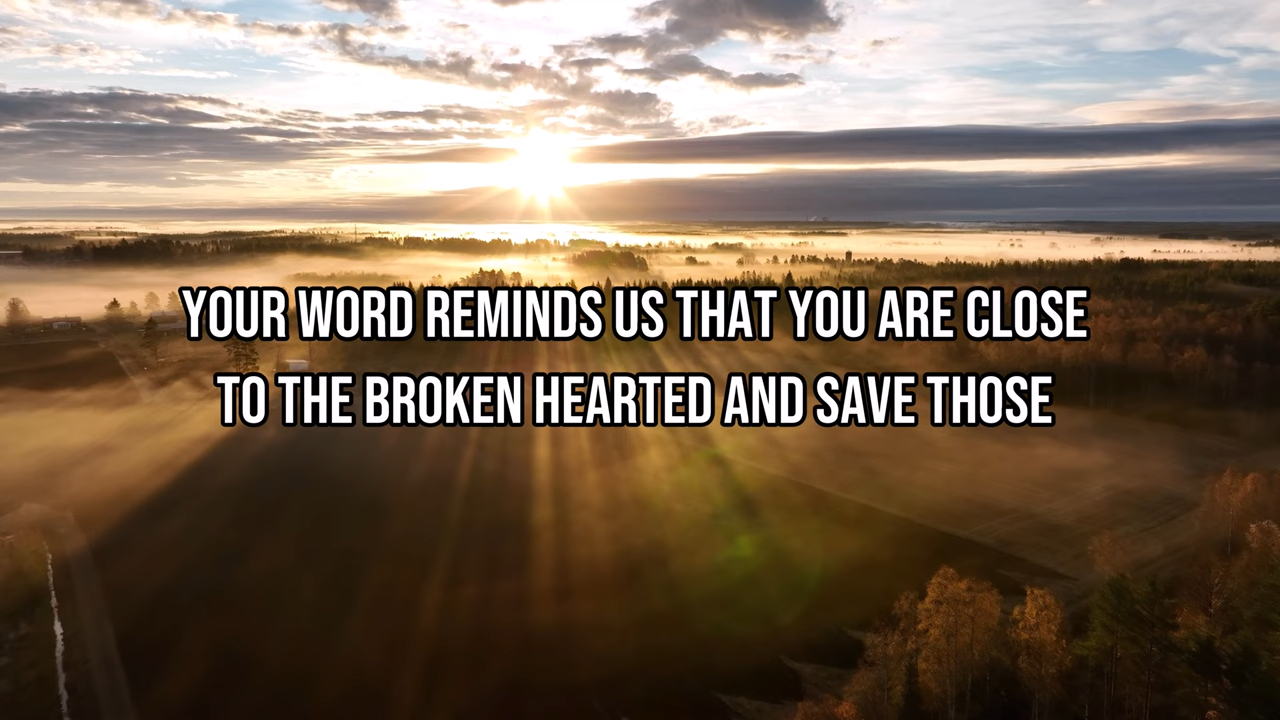 YOUR WORD REMINDS US THAT YOU ARE CLOSE
TO THE BROKEN HEARTED AND SAVE THOSE